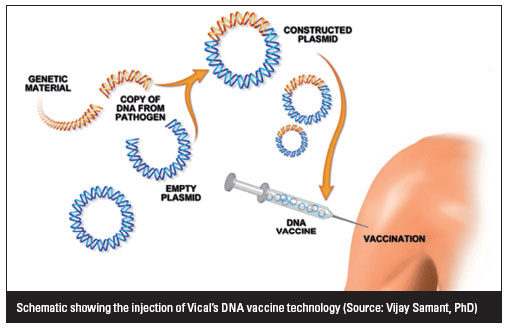 GENETIC
MATERIAL
COPY OF
DNA FROM
PATHOGEN
CONSTRUCTED
PLASMID
EMPTY
PLASMID
DNA
VACCINE
VACCINATION
Schematic showing the injection of Vical's DNA vaccine technology (Source: Vijay Samant, PhD)